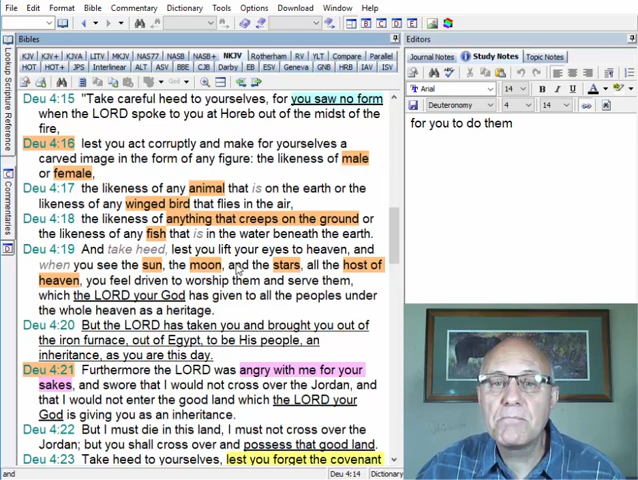 File Edit View Bibles Book Commentary Dictionary Tools Options Download Window Help
Bibles
Editors
KJV KJV+ KJVA LITV MKJV NAS77 NASB NASB+ NKJV Rotherham RV YLT Compare Parallel
HOT HOT+ JPS Interlinear ASV BBE CJB Darby EB ESV Geneva GNB HRB IAV ISV
Journal Notes Study Notes Topic Notes
Arial 14 B I U A
Deuteronomy 4 14
for you to do them
Lookup Scripture Reference
Commentaries
Deu 4:15 "Take careful heed to yourselves, for you saw no form
when the LORD spoke to you at Horeb out of the midst of the
fire,
Deu 4:16 lest you act corruptly and make for yourselves a
carved image in the form of any figure: the likeness of male
or female,
Deu 4:17 the likeness of any animal that is on the earth or the
likeness of any winged bird that flies in the air,
Deu 4:18 the likeness of anything that creeps on the ground or
the likeness of any fish that is in the water beneath the earth.
Deu 4:19 And take heed, lest you lift your eyes to heaven, and
when you see the sun, the moon, and the stars, all the host of
heaven, you feel driven to worship them and serve them,
which the LORD your God has given to all the peoples under
the whole heaven as a heritage.
Deu 4:20 But the LORD has taken you and brought you out of
the iron furnace, out of Egypt, to be His people, an
inheritance, as you are this day.
Deu 4:21 Furthermore the LORD was angry with me for your
sakes, and swore that I would not cross over the Jordan, and
that I would not enter the good land which the LORD your
God is giving you as an inheritance.
Deu 4:22 But I must die in this land, I must not cross over the
Jordan; but you shall cross over and possess that good land.
Deu 4:23 Take heed to yourselves, lest you forget the covenant
and
Deu 4:14
Dictionary